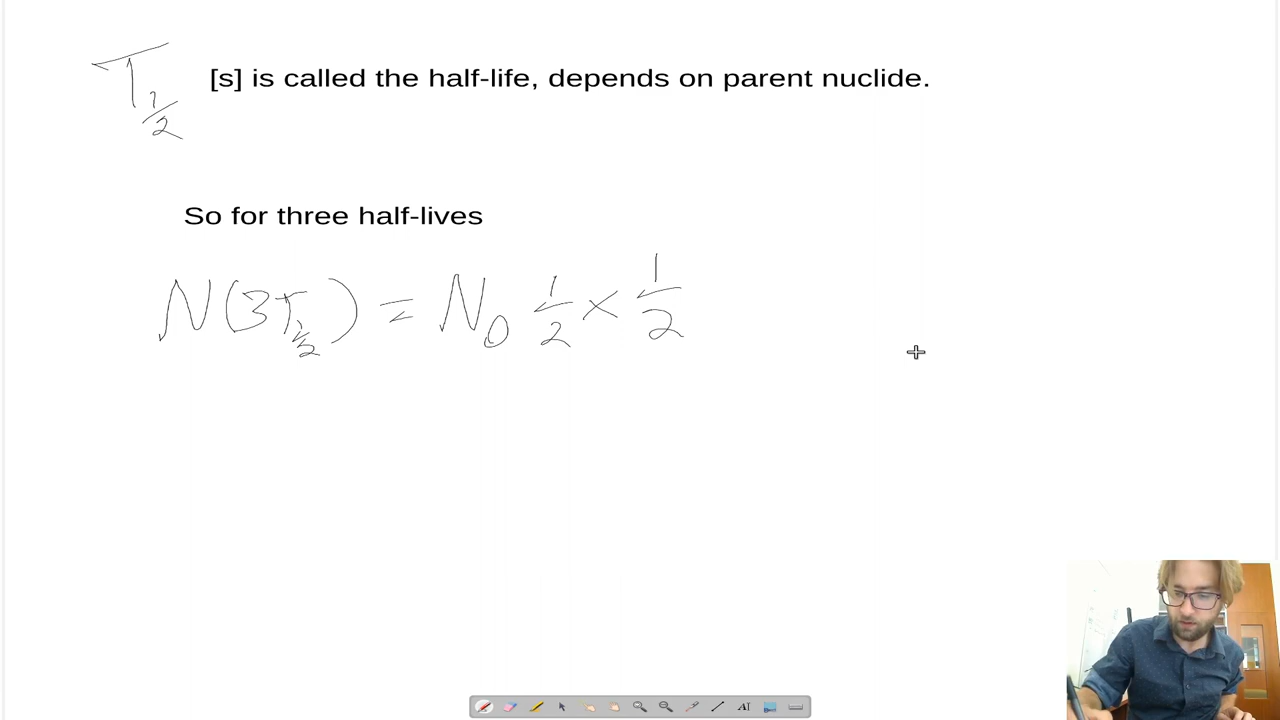 T½ [s] is called the half-life, depends on parent nuclide.
So for three half-lives
N(3T½) = N₀ ½ × ½